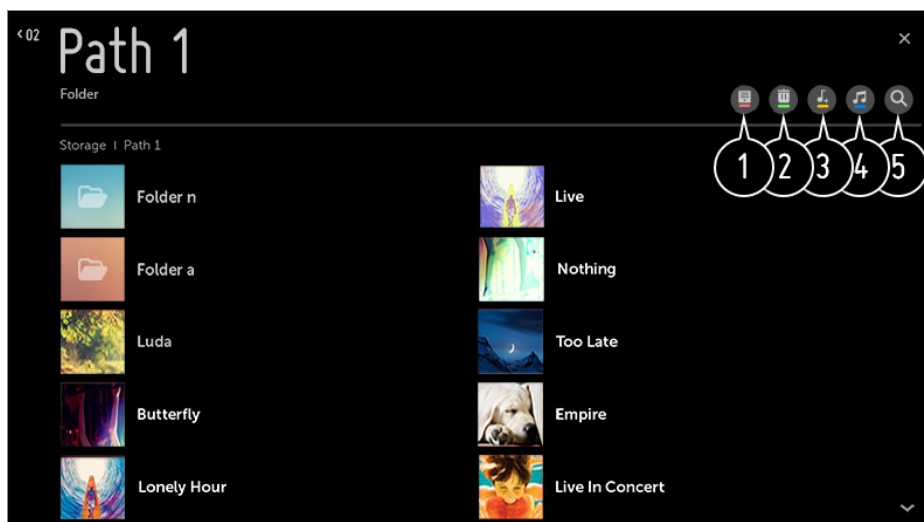 < 02
Path 1
Folder
Storage I Path 1
1 2 3 4 5
Folder n
Live
Folder a
Nothing
Luda
Too Late
Butterfly
Empire
Lonely Hour
Live In Concert